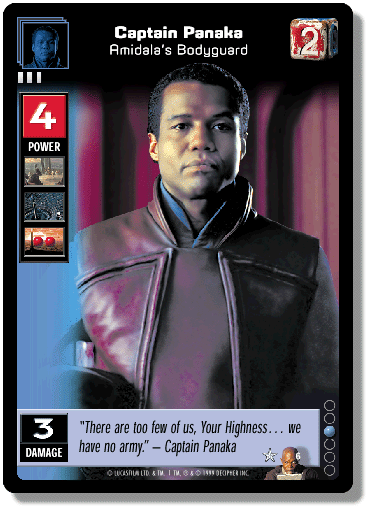 Captain Panaka
Amidala's Bodyguard
2
4
POWER
3
DAMAGE
"There are too few of us, Your Highness... we
have no army." – Captain Panaka
6
© LUCASFILM LTD. & TM. TM, ® & © 1999 DECIPHER INC.